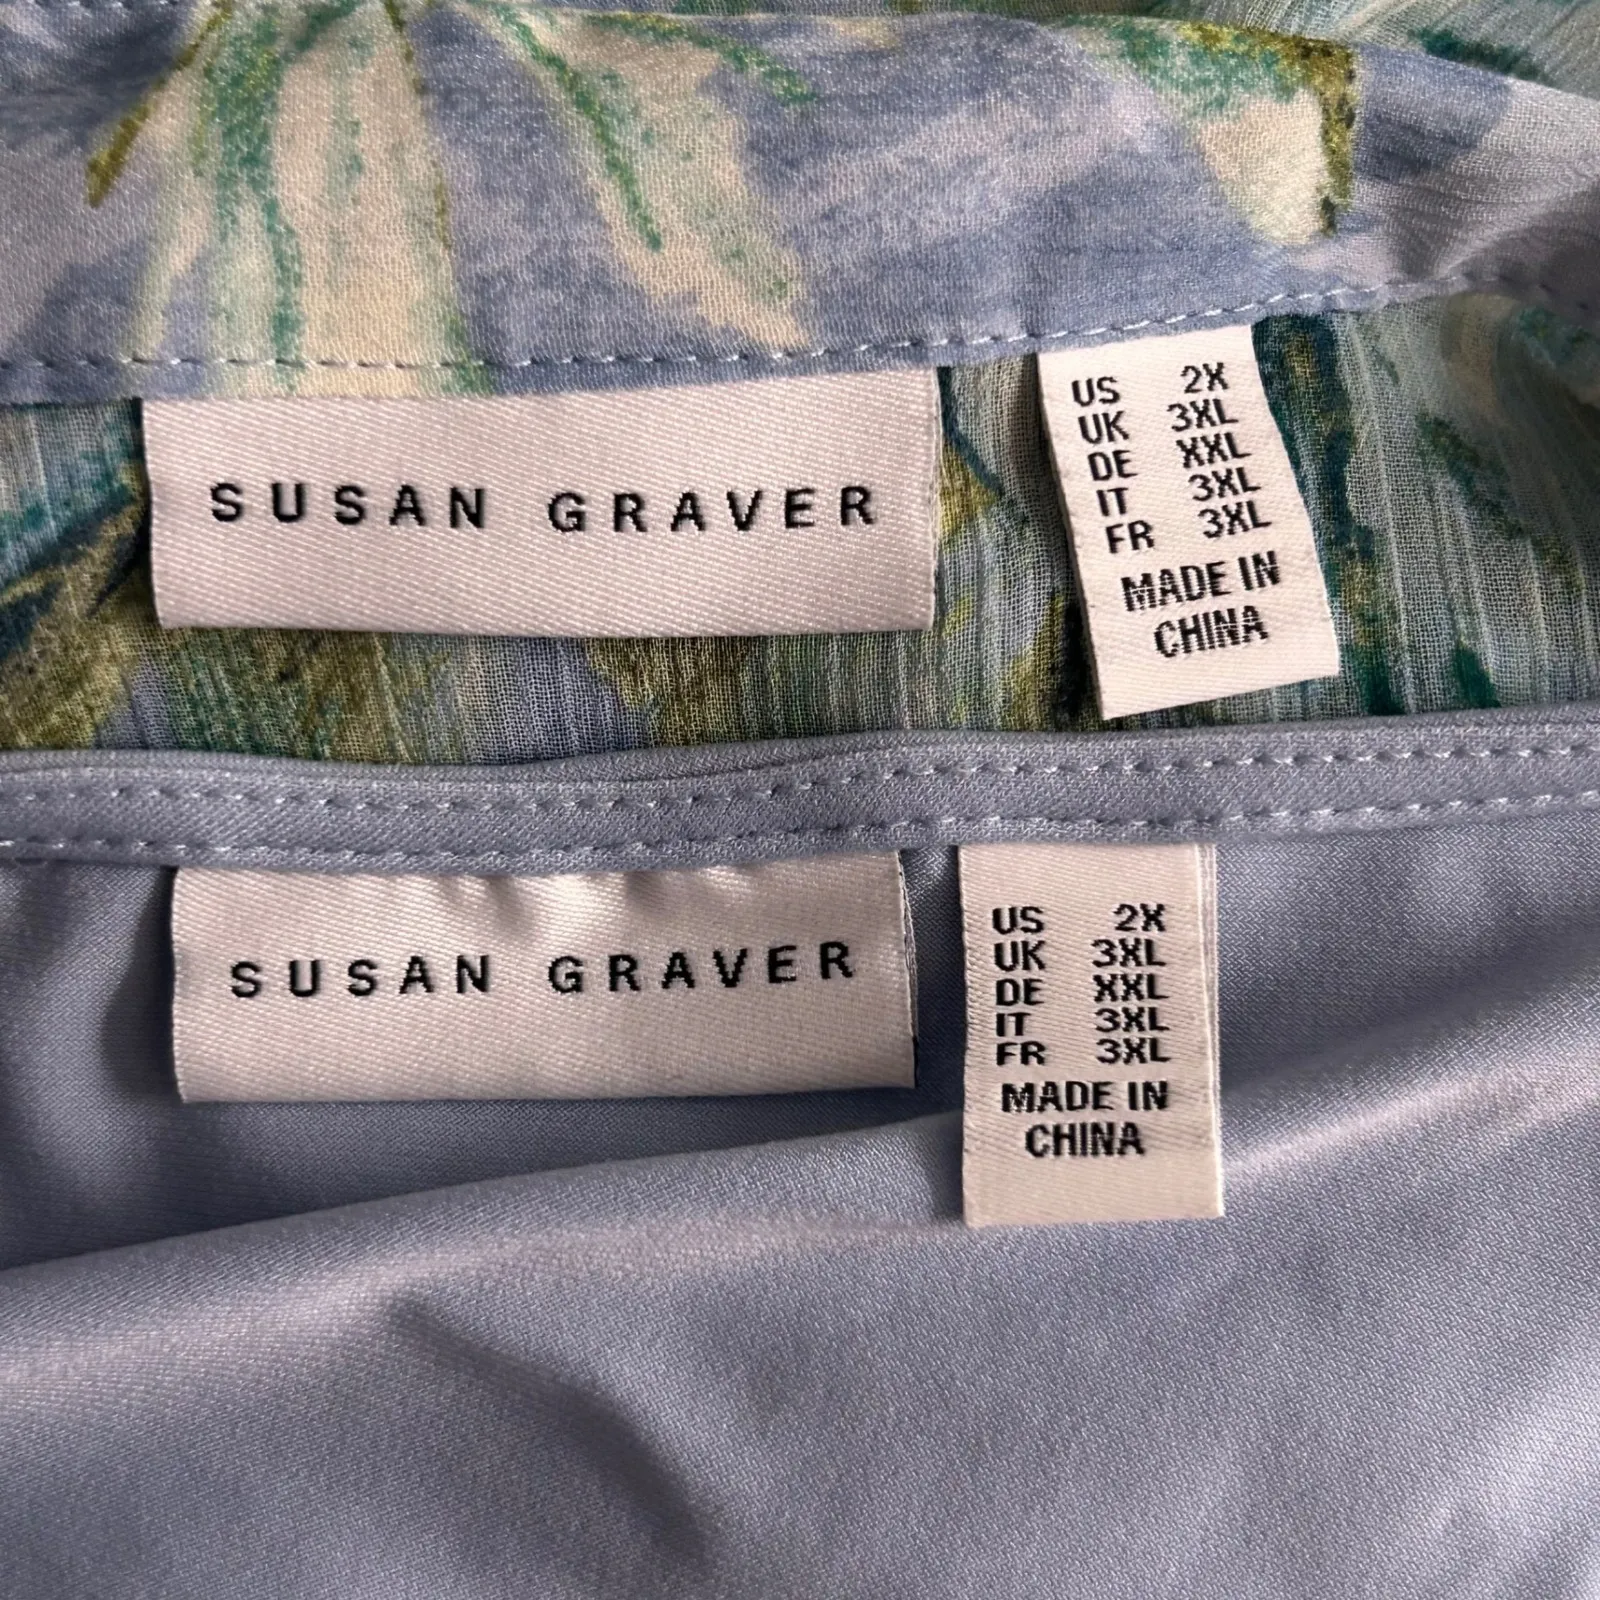 SUSAN GRAVER
US 2X
UK 3XL
DE XXL
IT 3XL
FR 3XL
MADE IN
CHINA
SUSAN GRAVER
US 2X
UK 3XL
DE XXL
IT 3XL
FR 3XL
MADE IN
CHINA